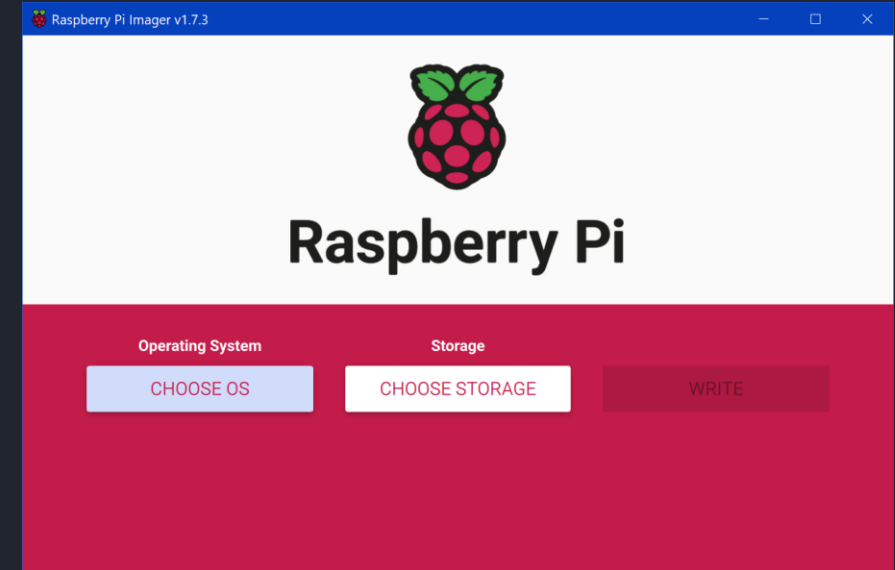 Raspberry Pi Imager v1.7.3
Raspberry Pi
Operating System
Storage
CHOOSE OS
CHOOSE STORAGE
WRITE